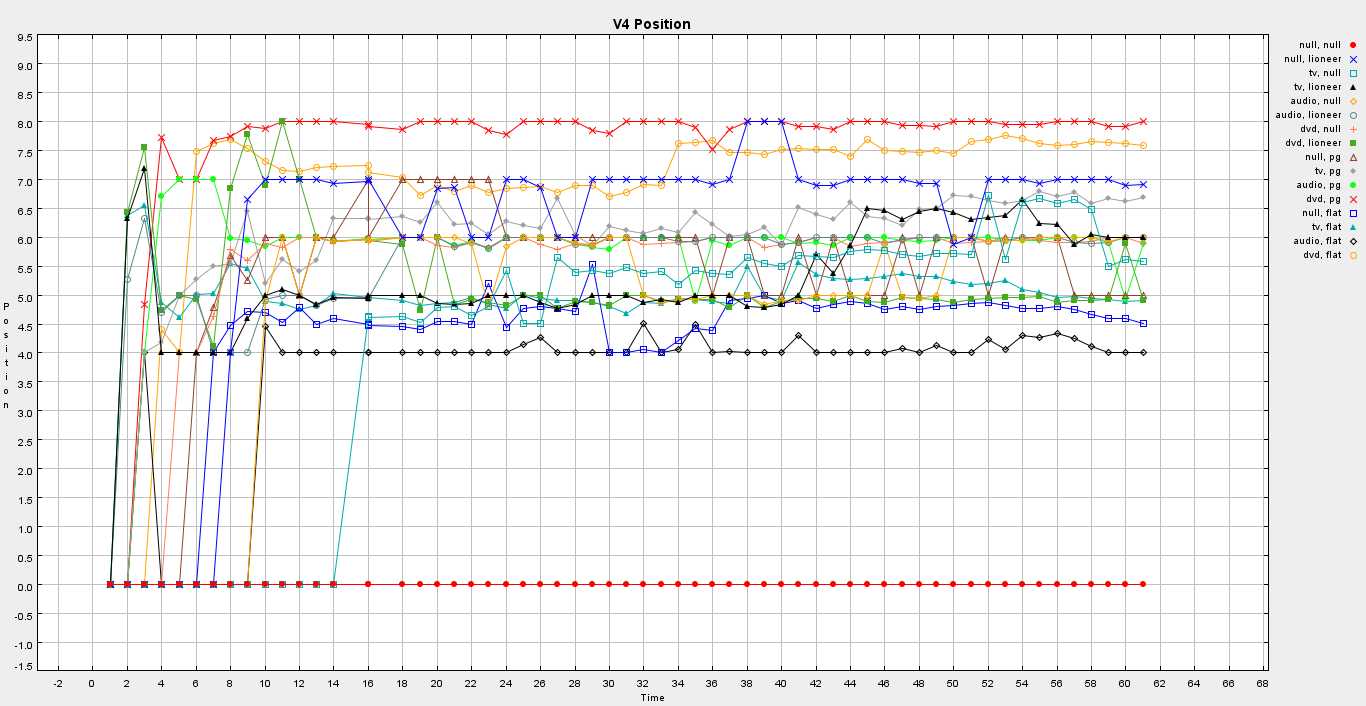 V4 Position
9.5
9.0
8.5
8.0
7.5
7.0
6.5
6.0
5.5
5.0
4.5
4.0
3.5
3.0
2.5
2.0
1.5
1.0
0.5
0.0
-0.5
-1.0
-1.5
Position
-2 0 2 4 6 8 10 12 14 16 18 20 22 24 26 28 30 32 34 36 38 40 42 44 46 48 50 52 54 56 58 60 62 64 66 68
Time
null, null
null, lioneer
tv, null
tv, lioneer
audio, null
audio, lioneer
dvd, null
dvd, lioneer
null, pg
tv, pg
audio, pg
dvd, pg
null, flat
tv, flat
audio, flat
dvd, flat